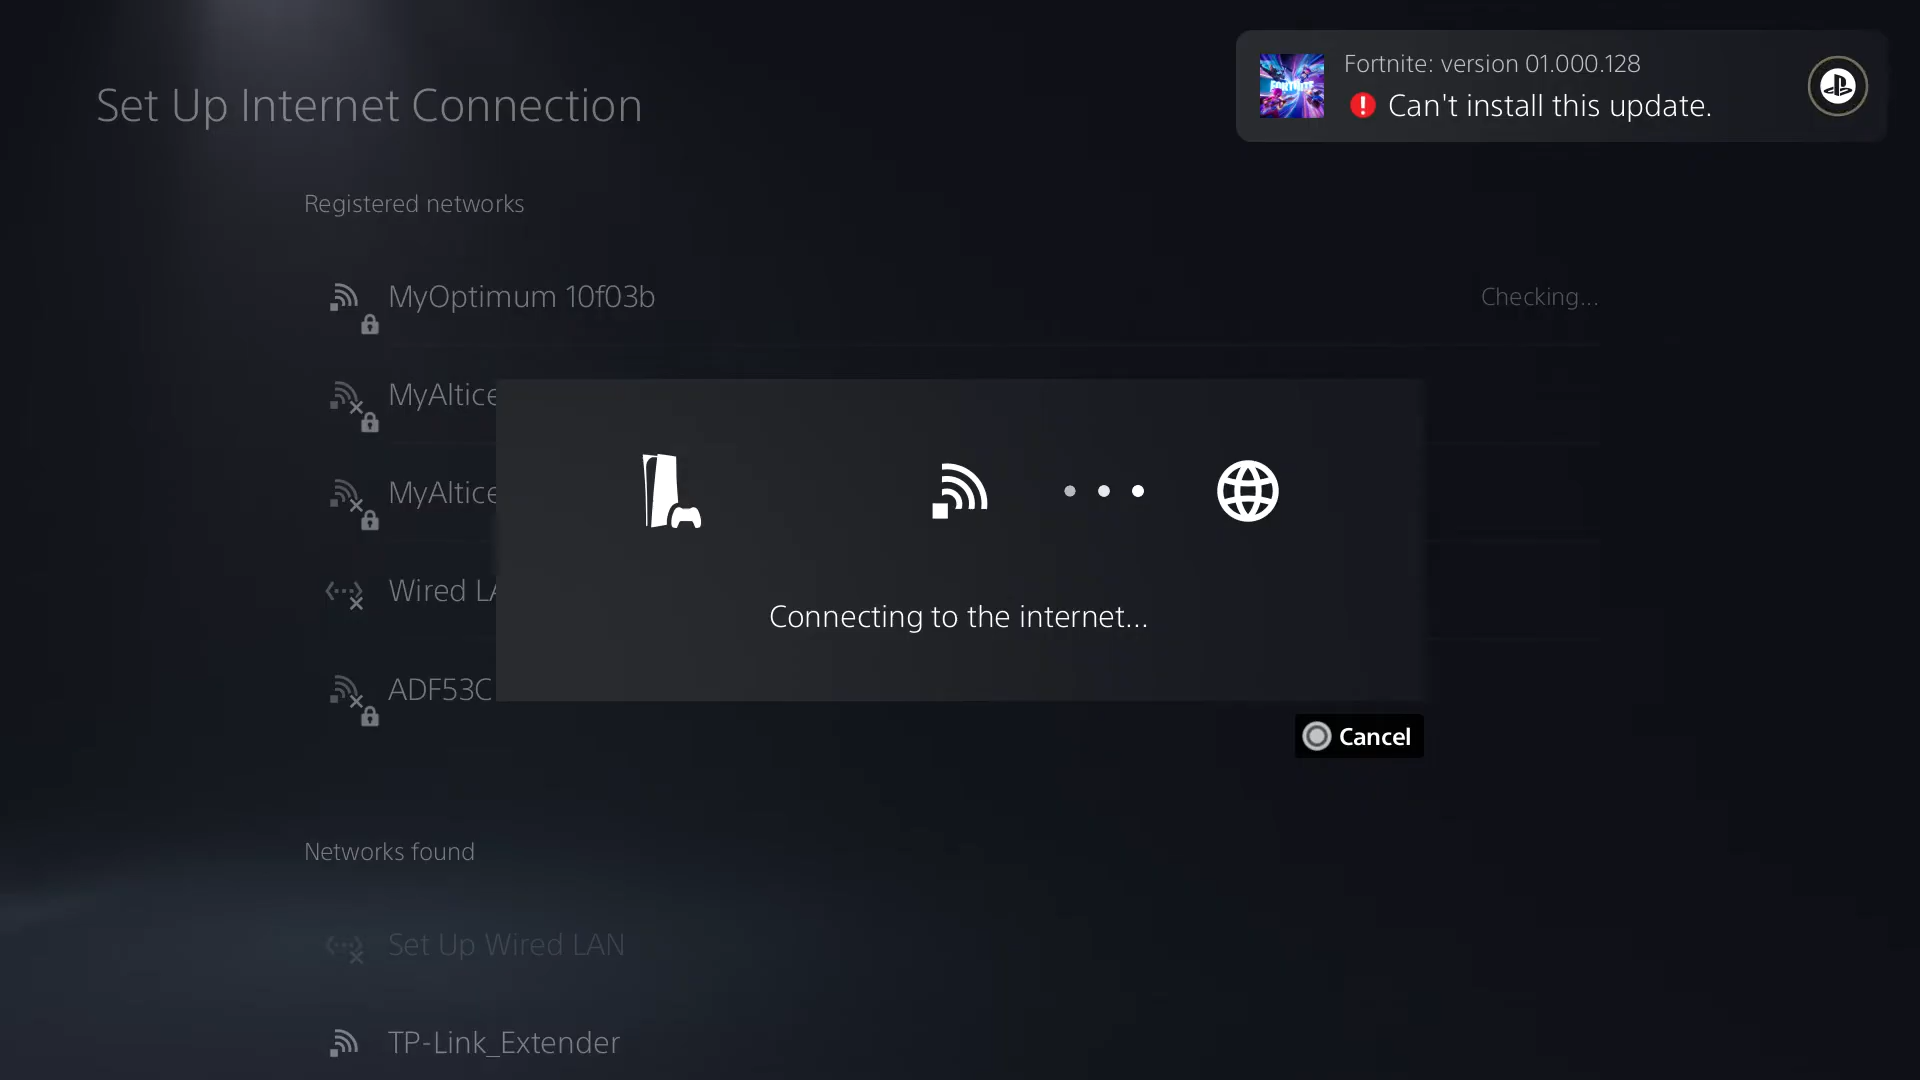 Set Up Internet Connection
Fortnite: version 01.000.128
Can't install this update.
Registered networks
MyOptimum 10f03b
Checking...
MyAltice
MyAltice
Wired LA
ADF53C
Connecting to the internet...
Cancel
Networks found
Set Up Wired LAN
TP-Link_Extender